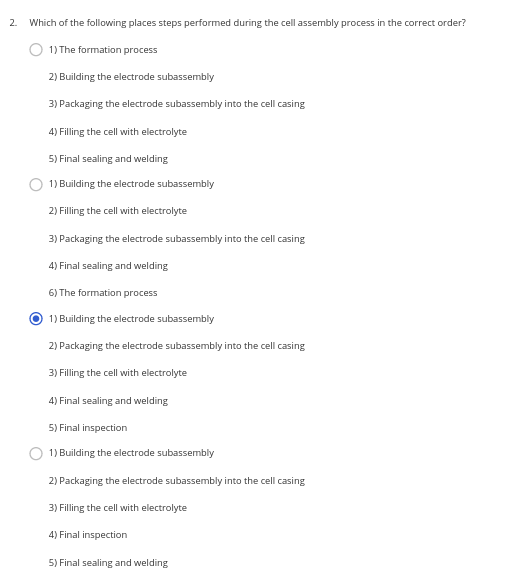 2. Which of the following places steps performed during the cell assembly process in the correct order?
1) The formation process
2) Building the electrode subassembly
3) Packaging the electrode subassembly into the cell casing
4) Filling the cell with electrolyte
5) Final sealing and welding
1) Building the electrode subassembly
2) Filling the cell with electrolyte
3) Packaging the electrode subassembly into the cell casing
4) Final sealing and welding
6) The formation process
1) Building the electrode subassembly
2) Packaging the electrode subassembly into the cell casing
3) Filling the cell with electrolyte
4) Final sealing and welding
5) Final inspection
1) Building the electrode subassembly
2) Packaging the electrode subassembly into the cell casing
3) Filling the cell with electrolyte
4) Final inspection
5) Final sealing and welding